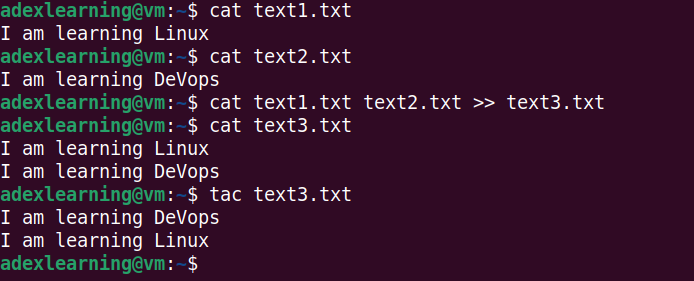 adexlearning@vm:~$ cat text1.txt
I am learning Linux
adexlearning@vm:~$ cat text2.txt
I am learning DeVops
adexlearning@vm:~$ cat text1.txt text2.txt >> text3.txt
adexlearning@vm:~$ cat text3.txt
I am learning Linux
I am learning DeVops
adexlearning@vm:~$ tac text3.txt
I am learning DeVops
I am learning Linux
adexlearning@vm:~$